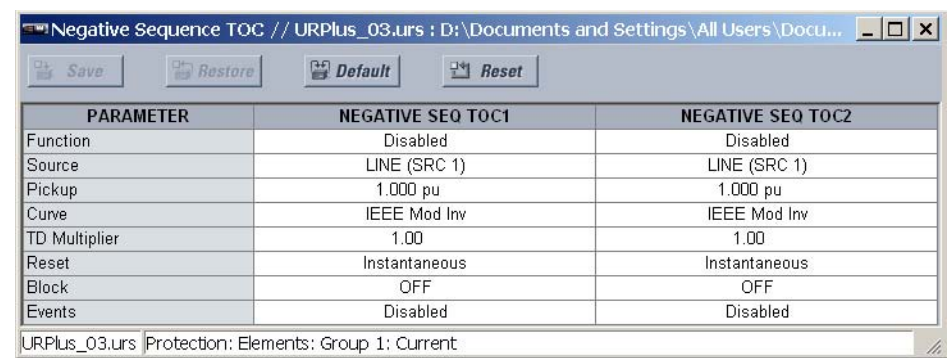 Negative Sequence TOC // URPlus_03.urs : D:\Documents and Settings\All Users\Docu...
Save Restore Default Reset
PARAMETER NEGATIVE SEQ TOC1 NEGATIVE SEQ TOC2
Function Disabled Disabled
Source LINE (SRC 1) LINE (SRC 1)
Pickup 1.000 pu 1.000 pu
Curve IEEE Mod Inv IEEE Mod Inv
TD Multiplier 1.00 1.00
Reset Instantaneous Instantaneous
Block OFF OFF
Events Disabled Disabled
URPlus_03.urs Protection: Elements: Group 1: Current